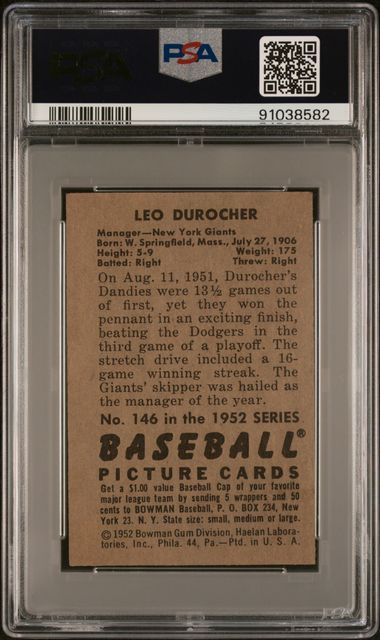 PSA
PSA
91038582
LEO DUROCHER
Manager—New York Giants
Born: W. Springfield, Mass., July 27, 1906
Height: 5-9 Weight: 175
Batted: Right Threw: Right
On Aug. 11, 1951, Durocher's
Dandies were 13½ games out
of first, yet they won the
pennant in an exciting finish,
beating the Dodgers in the
third game of a playoff. The
stretch drive included a 16-
game winning streak. The
Giants' skipper was hailed as
the manager of the year.
No. 146 in the 1952 SERIES
BASEBALL®
PICTURE CARDS
Get a $1.00 value Baseball Cap of your favorite
major league team by sending 5 wrappers and 50
cents to BOWMAN Baseball, P. O. BOX 234, New
York 23, N. Y. State size: small, medium or large.
©1952 Bowman Gum Division, Haelan Labora-
tories, Inc., Phila. 44, Pa.—Ptd. in U. S. A.